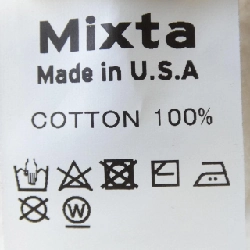 Mixta
Made in U.S.A
COTTON 100%
W